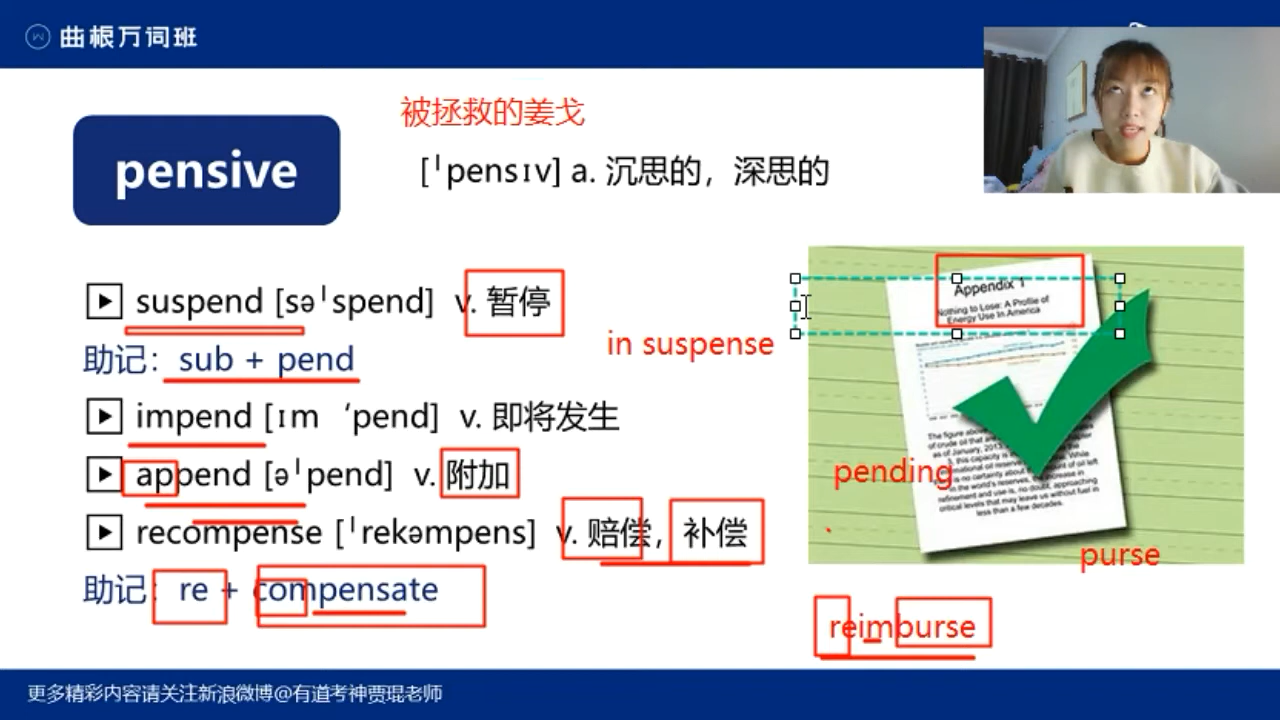 曲根万词班
被拯救的姜戈
pensive
[ˈpensɪv] a. 沉思的，深思的
suspend [səˈspend] v. 暂停
in suspense
助记：sub + pend
impend [ɪm ‘pend] v. 即将发生
append [əˈpend] v. 附加
recompense [ˈrekəmpens] v. 赔偿，补偿
助记：re + compensate
Appendix 1
Nothing to Lose: A Profile of
Energy Use In America
pending
purse
reimburse
更多精彩内容请关注新浪微博@有道考神贾琨老师